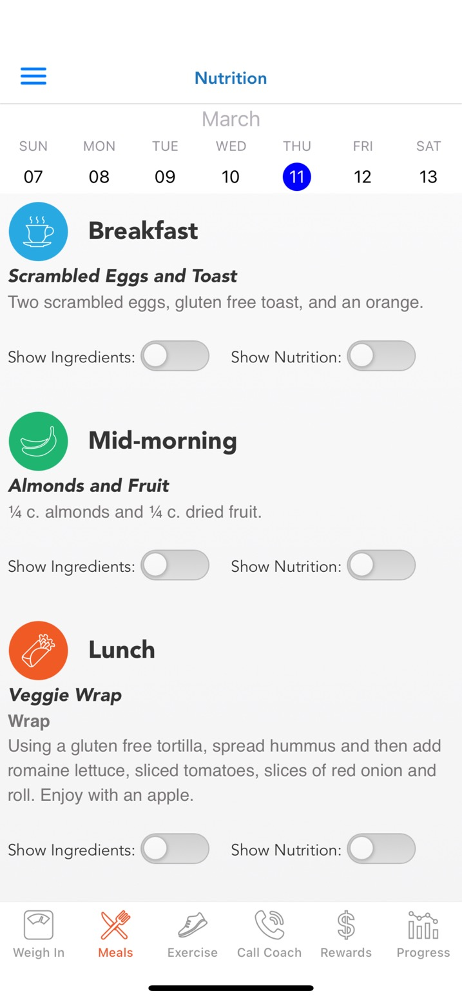 Nutrition
March
SUN MON TUE WED THU FRI SAT
07 08 09 10 11 12 13
Breakfast
Scrambled Eggs and Toast
Two scrambled eggs, gluten free toast, and an orange.
Show Ingredients: Show Nutrition:
Mid-morning
Almonds and Fruit
¼ c. almonds and ¼ c. dried fruit.
Show Ingredients: Show Nutrition:
Lunch
Veggie Wrap
Wrap
Using a gluten free tortilla, spread hummus and then add
romaine lettuce, sliced tomatoes, slices of red onion and
roll. Enjoy with an apple.
Show Ingredients: Show Nutrition:
Weigh In Meals Exercise Call Coach Rewards Progress